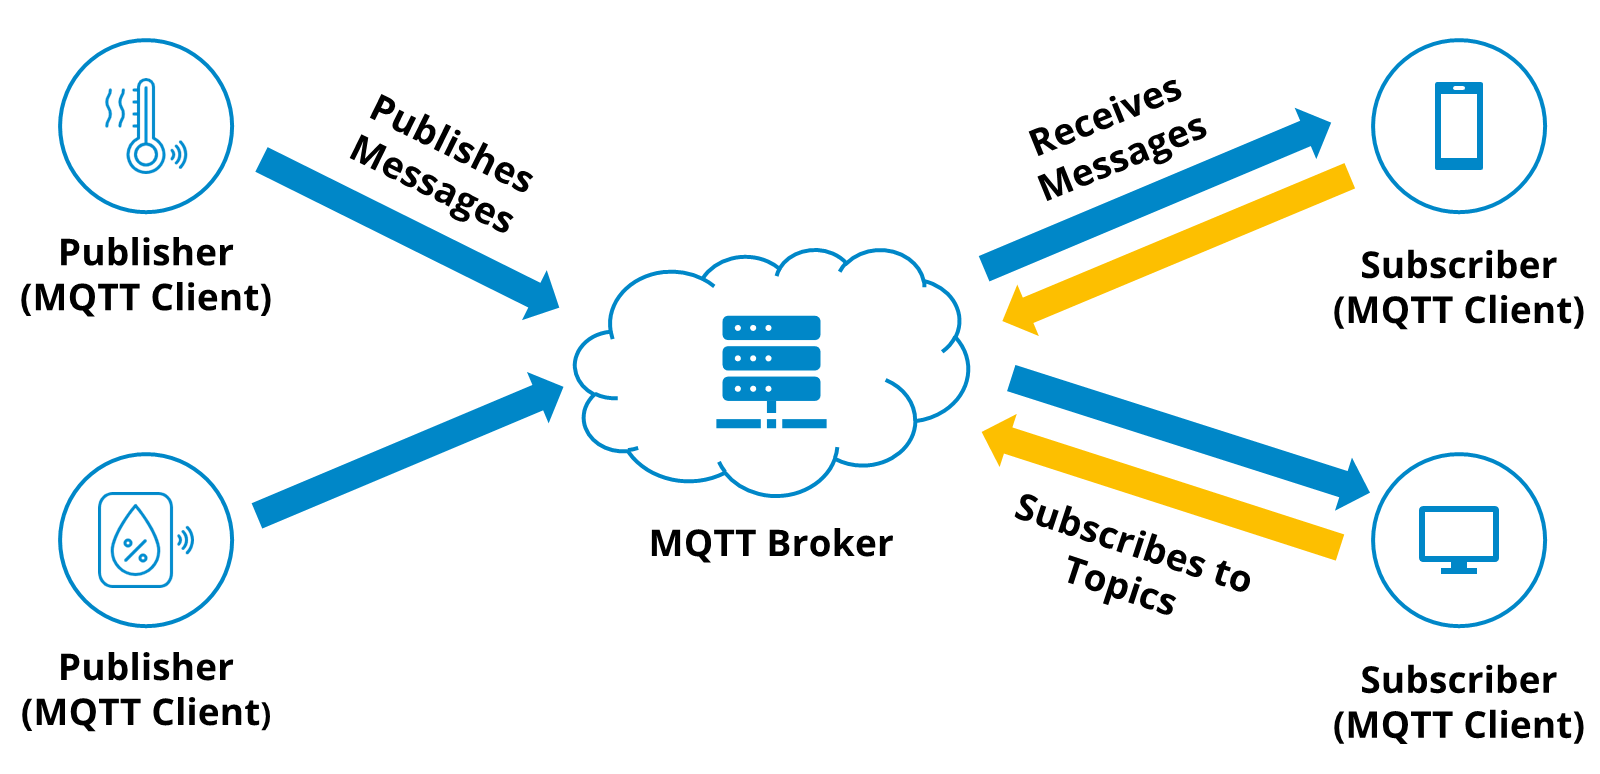 Publishes
Messages
Receives
Messages
Publisher
(MQTT Client)
Subscriber
(MQTT Client)
MQTT Broker
Subscribes to
Topics
Publisher
(MQTT Client)
Subscriber
(MQTT Client)